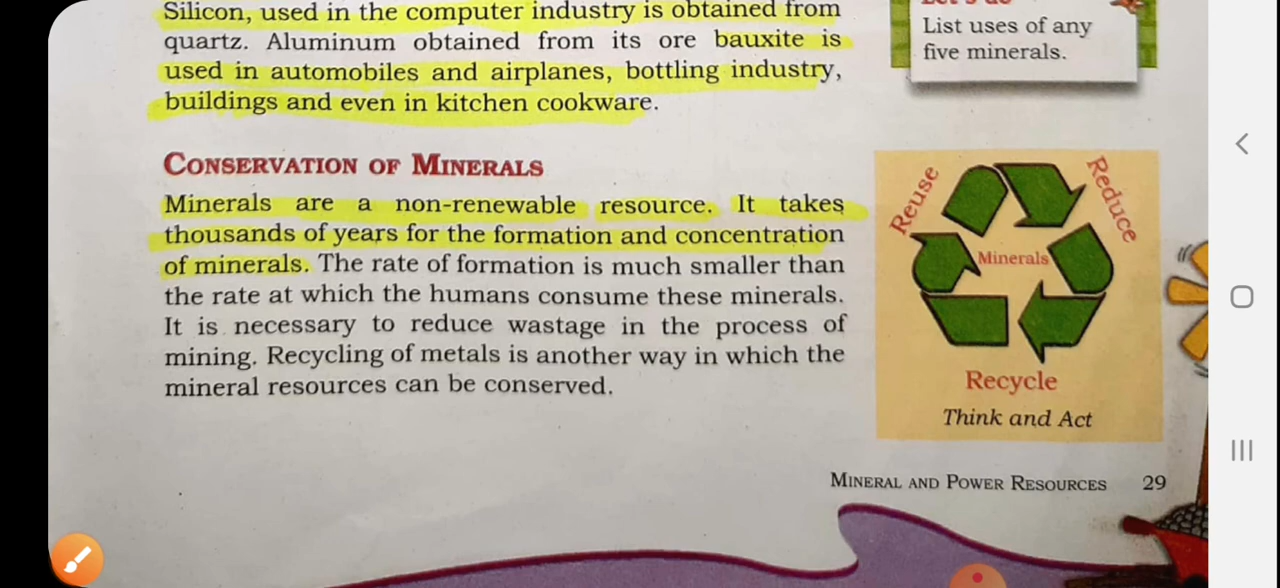 Silicon, used in the computer industry is obtained from
quartz. Aluminum obtained from its ore bauxite is
used in automobiles and airplanes, bottling industry,
buildings and even in kitchen cookware.
List uses of any
five minerals.
CONSERVATION OF MINERALS
Minerals are a non-renewable resource. It takes
thousands of years for the formation and concentration
of minerals. The rate of formation is much smaller than
the rate at which the humans consume these minerals.
It is necessary to reduce wastage in the process of
mining. Recycling of metals is another way in which the
mineral resources can be conserved.
Reuse
Reduce
Minerals
Recycle
Think and Act
MINERAL AND POWER RESOURCES 29